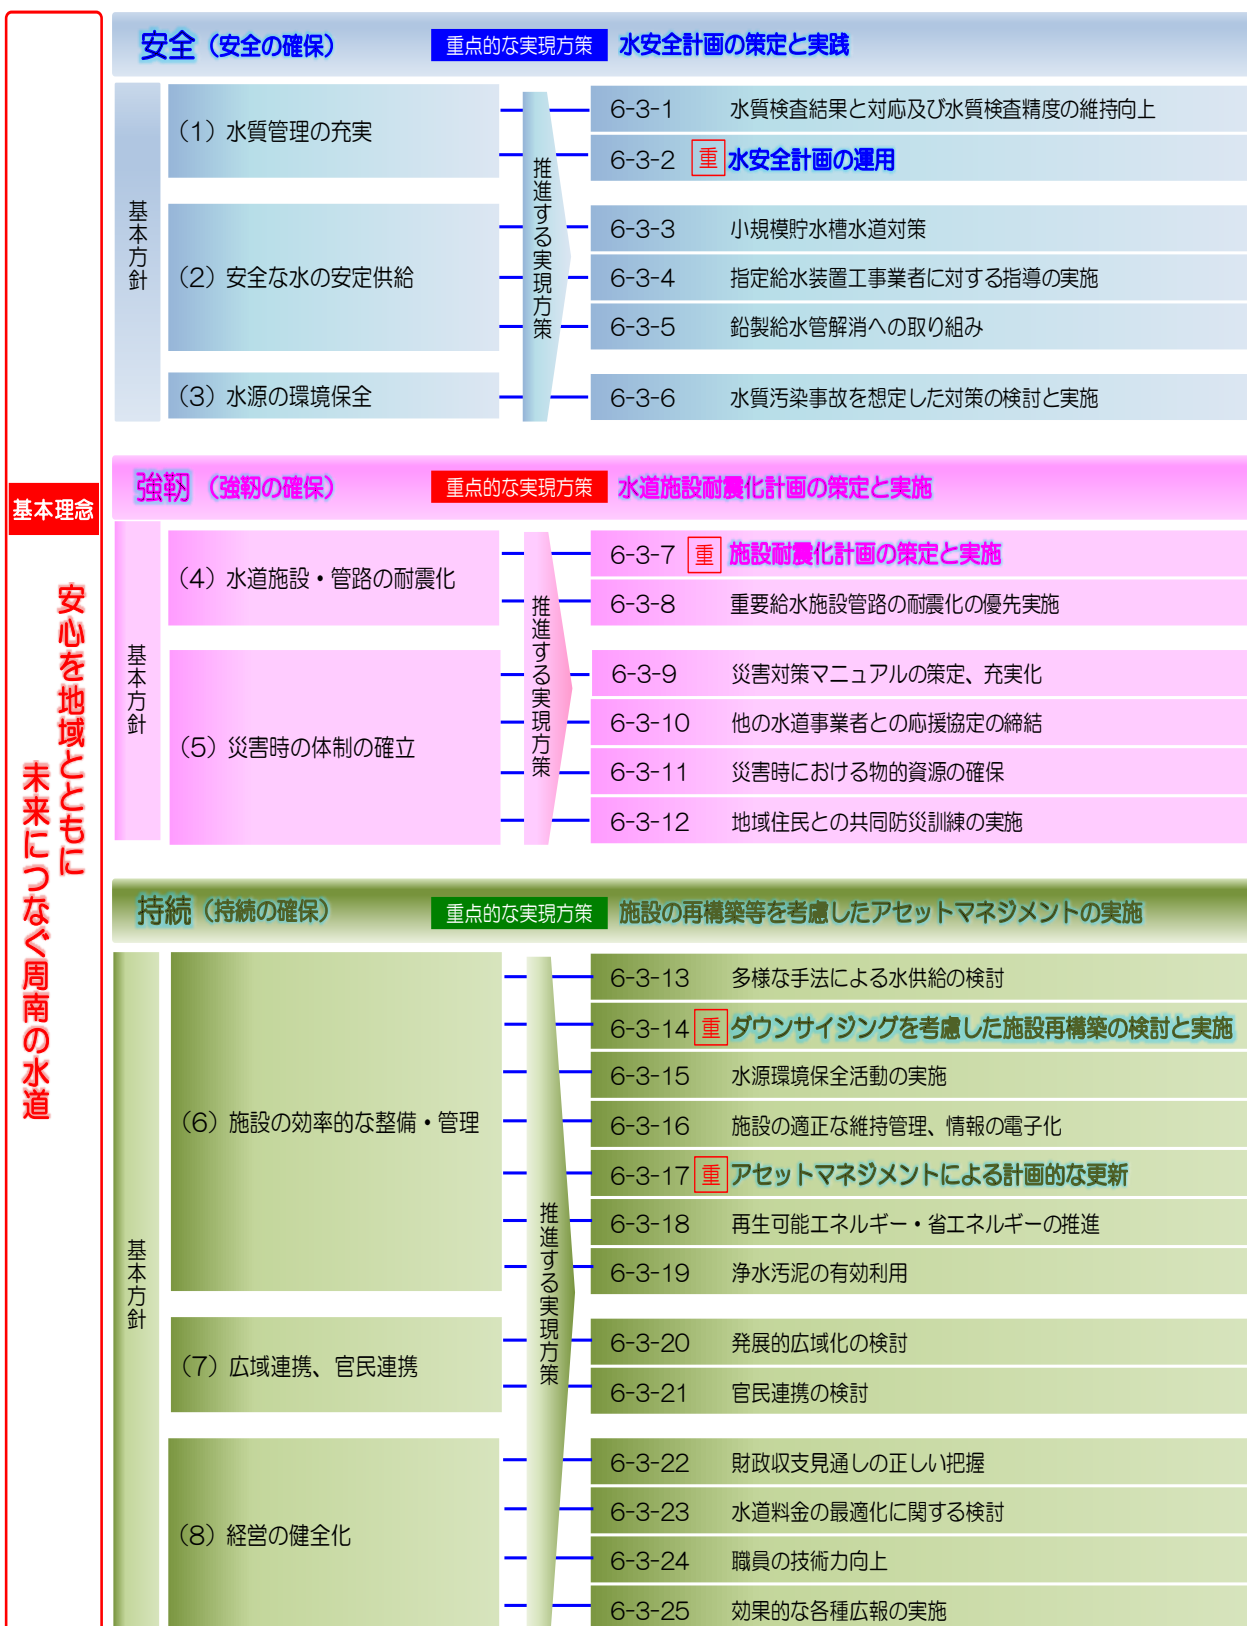 基本理念
安心を地域とともに
未来につなぐ周南の水道
安全（安全の確保） 重点的な実現方策 水安全計画の策定と実践
基本方針
（1）水質管理の充実
（2）安全な水の安定供給
（3）水源の環境保全
推進する実現方策
6-3-1 水質検査結果と対応及び水質検査精度の維持向上
6-3-2 重 水安全計画の運用
6-3-3 小規模貯水槽水道対策
6-3-4 指定給水装置工事業者に対する指導の実施
6-3-5 鉛製給水管解消への取り組み
6-3-6 水質汚染事故を想定した対策の検討と実施
強靭（強靭の確保） 重点的な実現方策 水道施設耐震化計画の策定と実施
基本方針
（4）水道施設・管路の耐震化
（5）災害時の体制の確立
推進する実現方策
6-3-7 重 施設耐震化計画の策定と実施
6-3-8 重要給水施設管路の耐震化の優先実施
6-3-9 災害対策マニュアルの策定、充実化
6-3-10 他の水道事業者との応援協定の締結
6-3-11 災害時における物的資源の確保
6-3-12 地域住民との共同防災訓練の実施
持続（持続の確保） 重点的な実現方策 施設の再構築等を考慮したアセットマネジメントの実施
基本方針
（6）施設の効率的な整備・管理
（7）広域連携、官民連携
（8）経営の健全化
推進する実現方策
6-3-13 多様な手法による水供給の検討
6-3-14 重 ダウンサイジングを考慮した施設再構築の検討と実施
6-3-15 水源環境保全活動の実施
6-3-16 施設の適正な維持管理、情報の電子化
6-3-17 重 アセットマネジメントによる計画的な更新
6-3-18 再生可能エネルギー・省エネルギーの推進
6-3-19 浄水汚泥の有効利用
6-3-20 発展的広域化の検討
6-3-21 官民連携の検討
6-3-22 財政収支見通しの正しい把握
6-3-23 水道料金の最適化に関する検討
6-3-24 職員の技術力向上
6-3-25 効果的な各種広報の実施